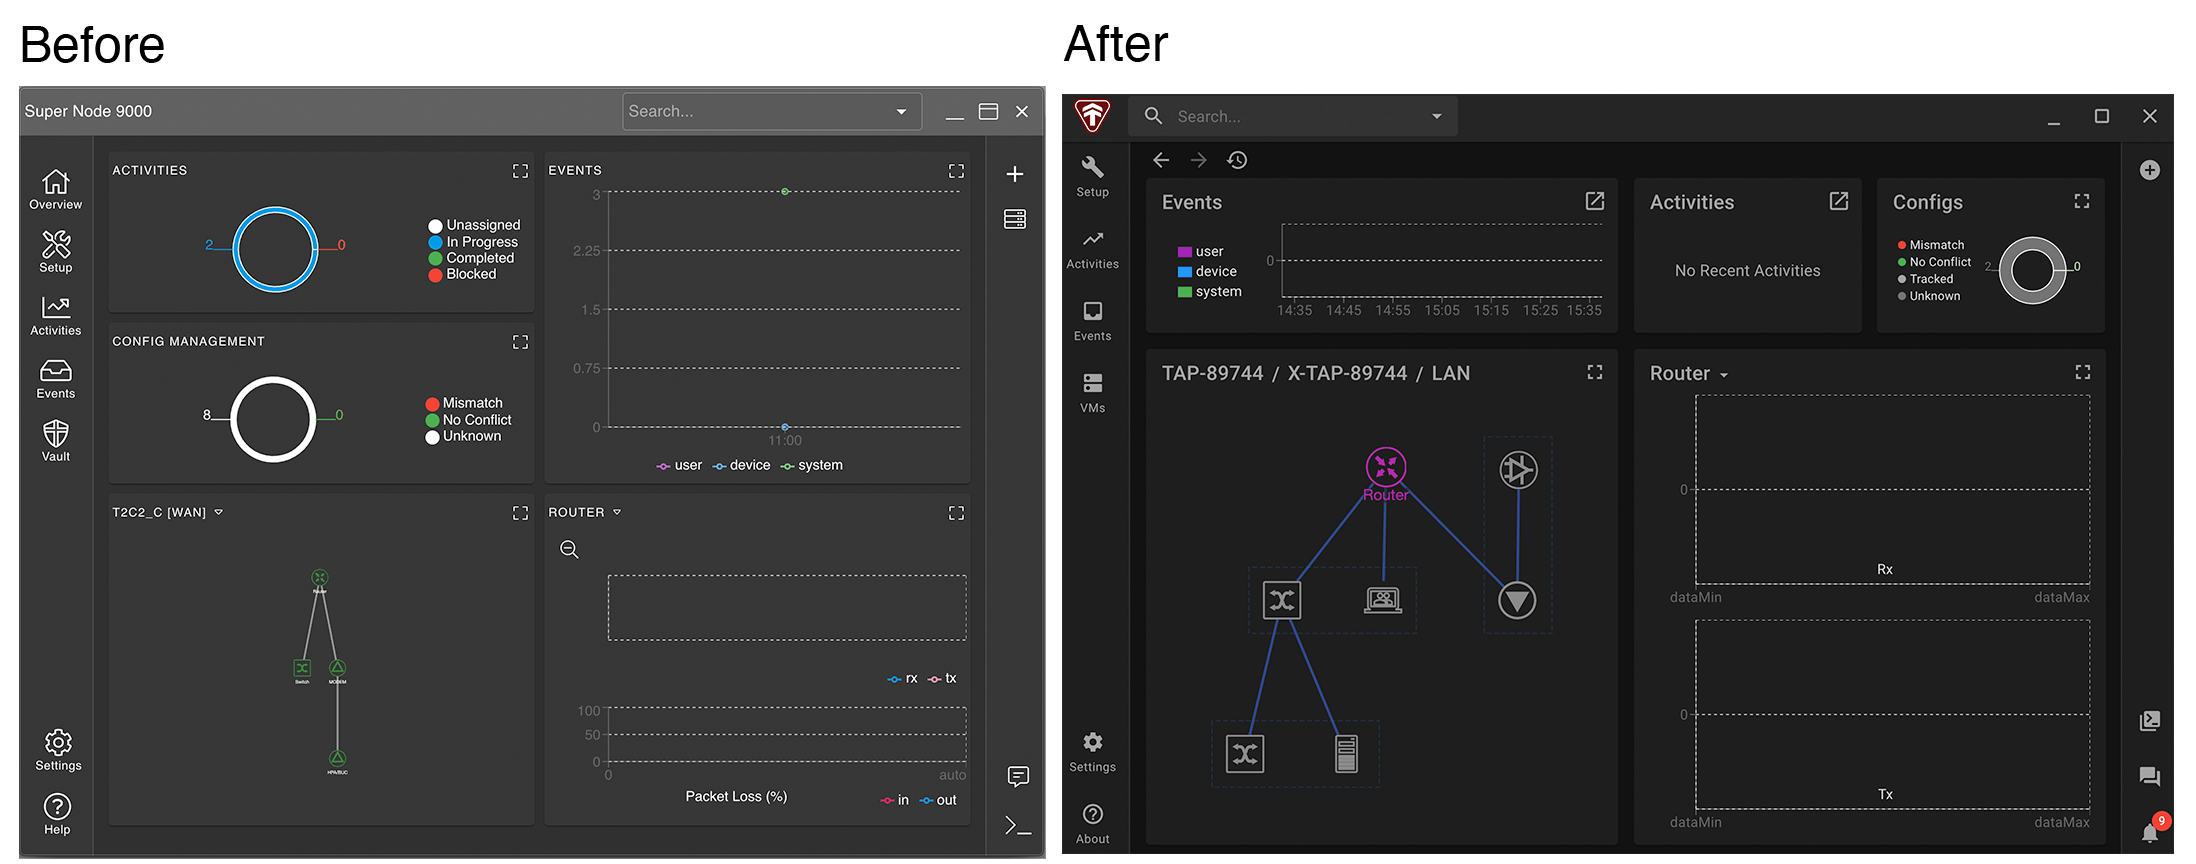 Before
Super Node 9000
Search...
Overview
Setup
Activities
Events
Vault
Settings
Help
ACTIVITIES
2
0
Unassigned
In Progress
Completed
Blocked
CONFIG MANAGEMENT
8
0
Mismatch
No Conflict
Unknown
T2C2_C [WAN]
Router
Switch
MODEM
HPA/BUC
EVENTS
3
2.25
1.5
0.75
0
11:00
user
device
system
ROUTER
rx
tx
100
50
0
0
auto
Packet Loss (%)
in
out
After
Search...
Setup
Activities
Events
VMs
Settings
About
Events
user
device
system
0
14:35 14:45 14:55 15:05 15:15 15:25 15:35
Activities
No Recent Activities
Configs
Mismatch
No Conflict
Tracked
Unknown
2
0
TAP-89744 / X-TAP-89744 / LAN
Router
Router
0
Rx
dataMin
dataMax
0
Tx
dataMin
dataMax
9